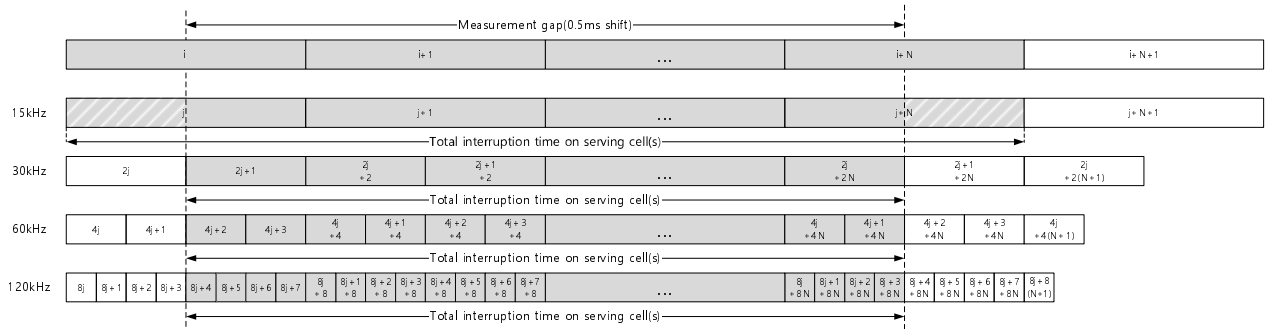 Measurement gap(0.5ms shift)
i i+1 ... i+N i+N+1
15kHz j j+1 ... j+N j+N+1
Total interruption time on serving cell(s)
30kHz 2j 2j+1 2j+2 2j+1+2 ... 2j+2N 2j+1+2N 2j+2(N+1)
Total interruption time on serving cell(s)
60kHz 4j 4j+1 4j+2 4j+3 4j+4 4j+1+4 4j+2+4 4j+3+4 ... 4j+4N 4j+1+4N 4j+2+4N 4j+3+4N 4j+4(N+1)
Total interruption time on serving cell(s)
120kHz 8j 8j+1 8j+2 8j+3 8j+4 8j+5 8j+6 8j+7 8j+8 8j+1+8 8j+2+8 8j+3+8 8j+4+8 8j+5+8 8j+6+8 8j+7+8 ... 8j+8N 8j+1+8N 8j+2+8N 8j+3+8N 8j+4+8N 8j+5+8N 8j+6+8N 8j+7+8N 8j+8(N+1)
Total interruption time on serving cell(s)